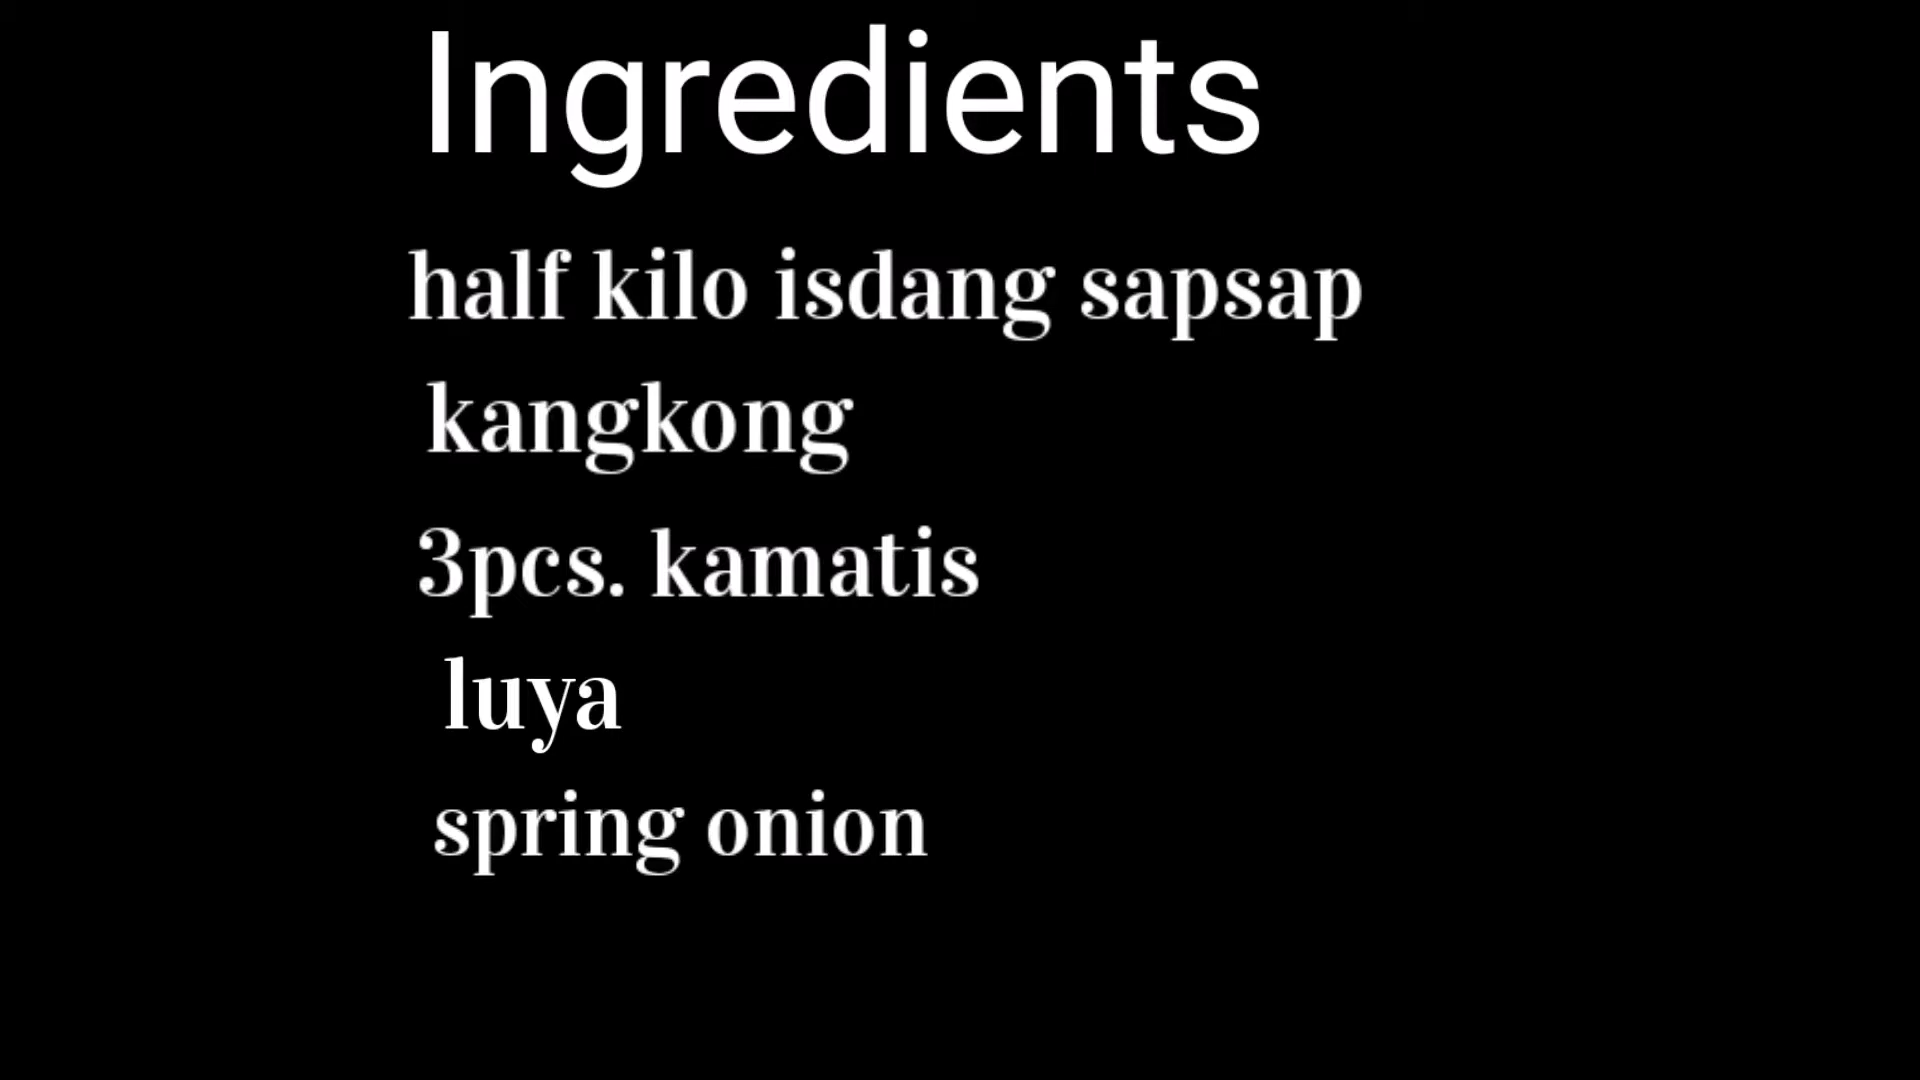 Ingredients
half kilo isdang sapsap
kangkong
3pcs. kamatis
luya
spring onion